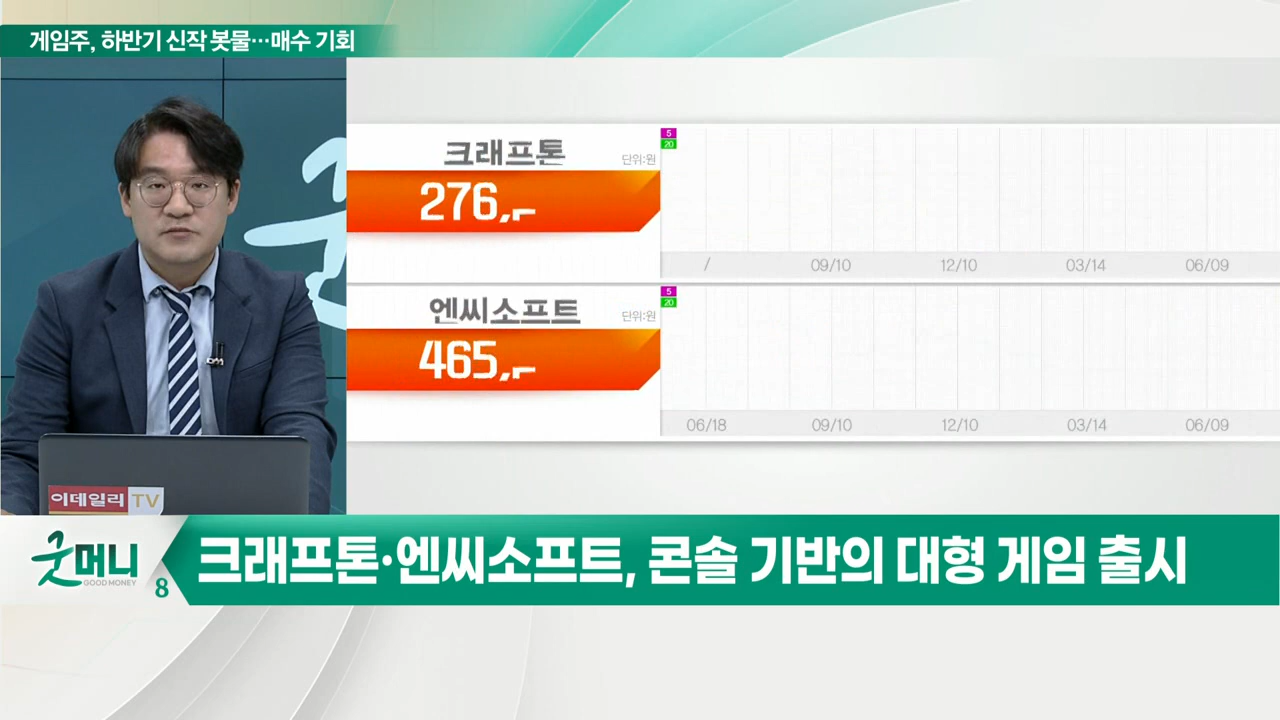 게임주, 하반기 신작 봇물…매수 기회
크래프톤
단위:원
276,
5
20
/ 09/10 12/10 03/14 06/09
엔씨소프트
단위:원
465,
5
20
06/18 09/10 12/10 03/14 06/09
이데일리 TV
굿머니
GOOD MONEY
8
크래프톤·엔씨소프트, 콘솔 기반의 대형 게임 출시